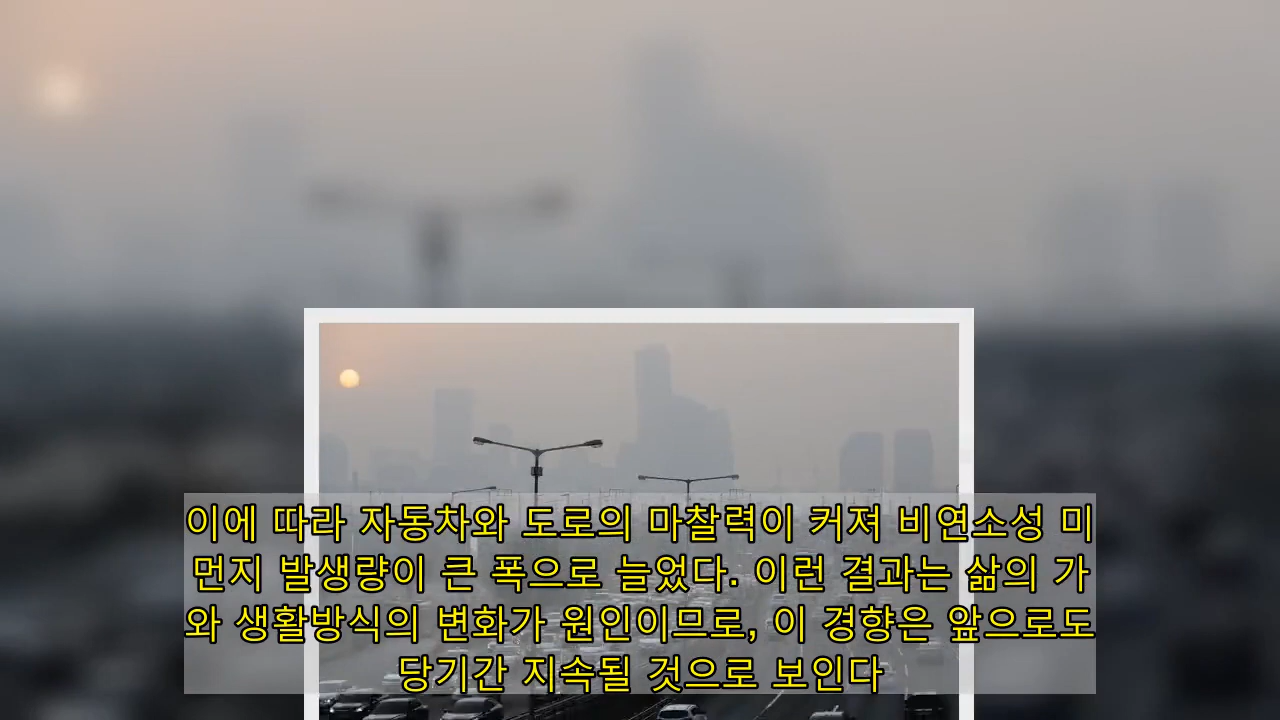 이에 따라 자동차와 도로의 마찰력이 커져 비연소성 미
먼지 발생량이 큰 폭으로 늘었다. 이런 결과는 삶의 가
와 생활방식의 변화가 원인이므로, 이 경향은 앞으로도
당기간 지속될 것으로 보인다